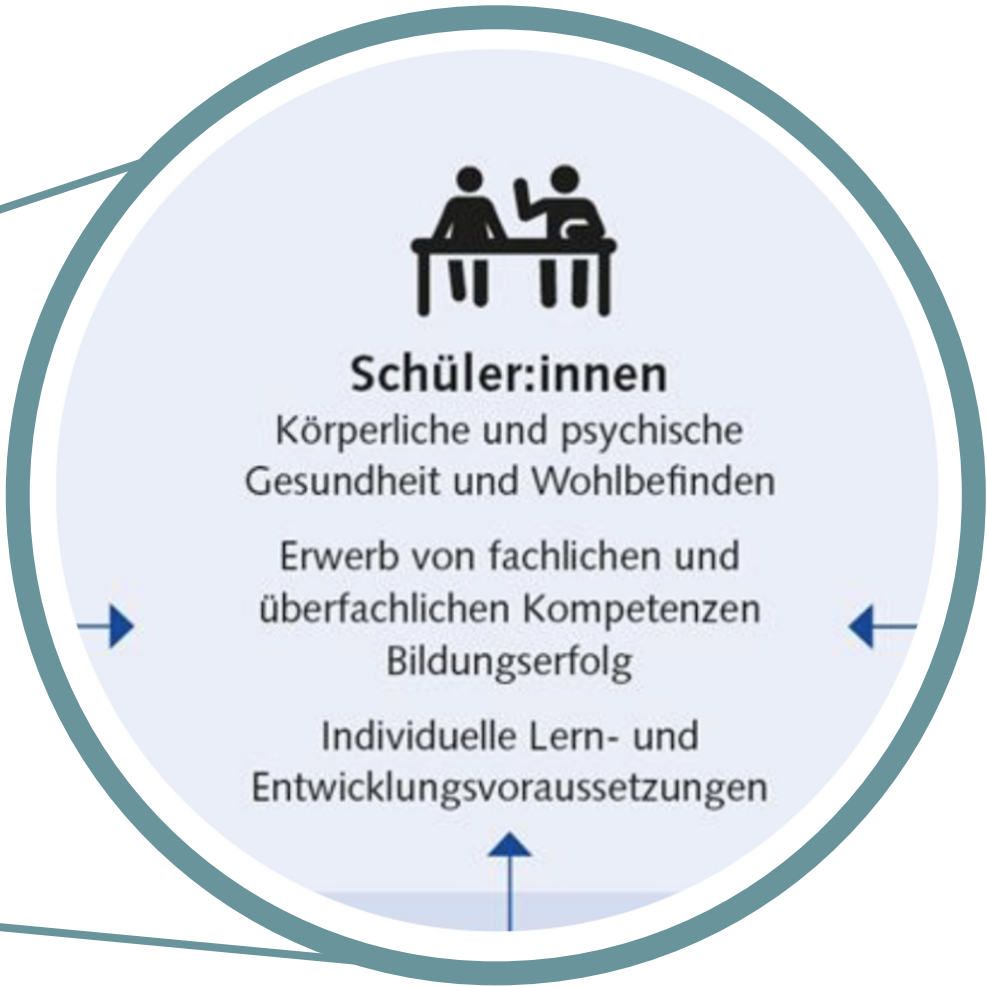 Schüler:innen
Körperliche und psychische
Gesundheit und Wohlbefinden
Erwerb von fachlichen und
überfachlichen Kompetenzen
Bildungserfolg
Individuelle Lern- und
Entwicklungsvoraussetzungen